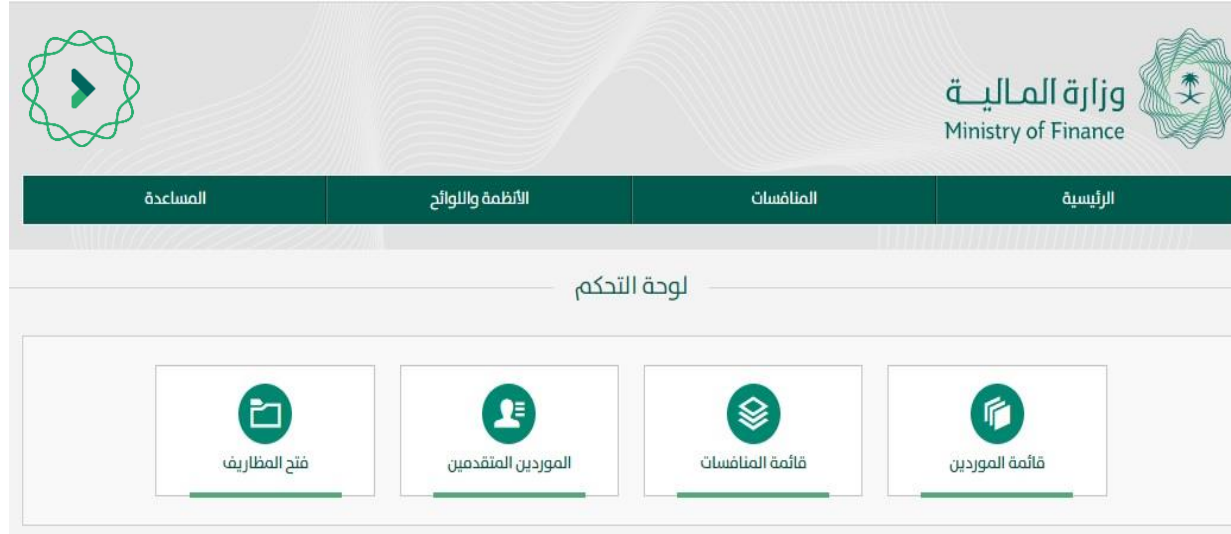 وزارة المـاليــة
Ministry of Finance
الرئيسية
المنافسات
الأنظمة واللوائح
المساعدة
لوحة التحكم
قائمة الموردين
قائمة المنافسات
الموردين المتقدمين
فتح المظاريف